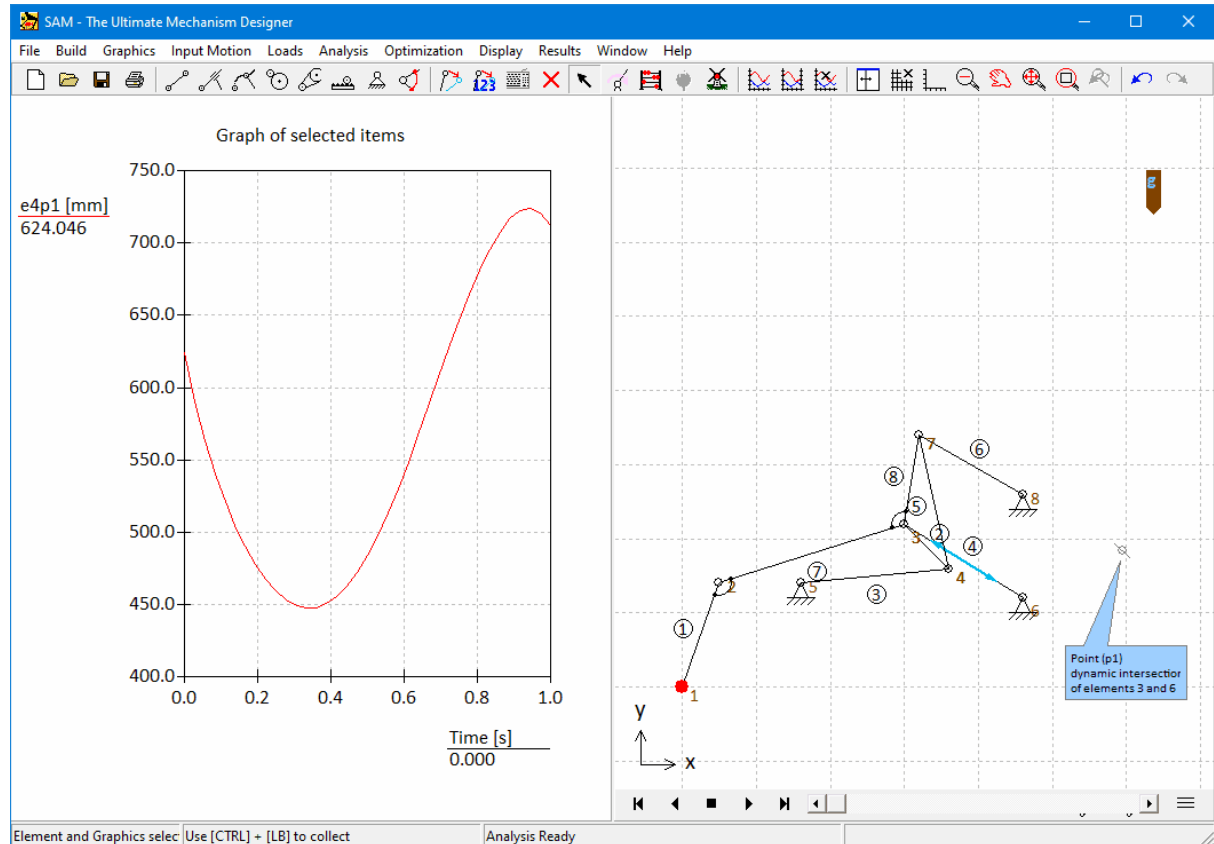 SAM - The Ultimate Mechanism Designer
File Build Graphics Input Motion Loads Analysis Optimization Display Results Window Help
123
Graph of selected items
e4p1 [mm]
624.046
750.0
700.0
650.0
600.0
550.0
500.0
450.0
400.0
0.0 0.2 0.4 0.6 0.8 1.0
Time [s]
0.000
g
7
6
8
8
5
3
2
4
4
2
7
5
3
6
1
1
Point (p1)
dynamic intersection
of elements 3 and 6
y
x
Element and Graphics selec Use [CTRL] + [LB] to collect Analysis Ready